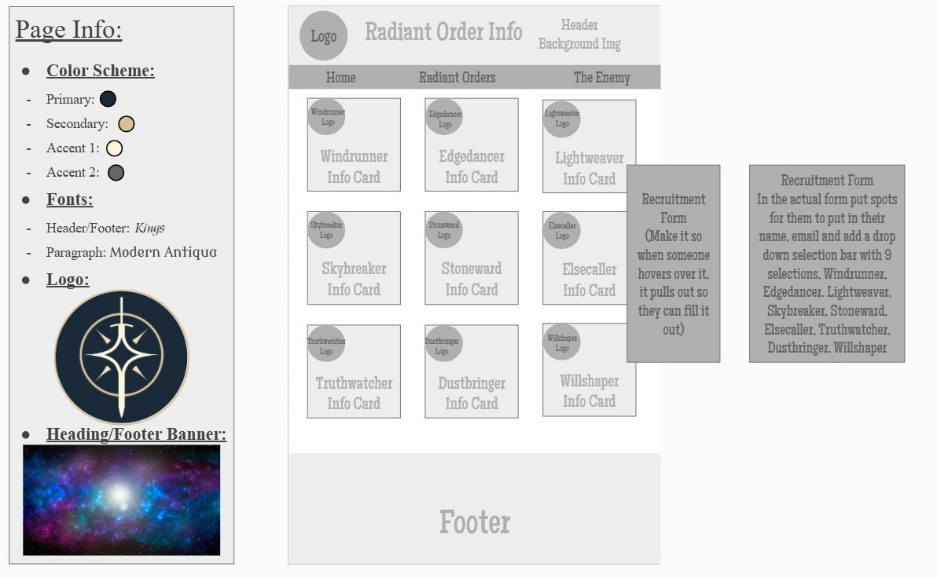 Page Info:
Color Scheme:
- Primary:
- Secondary:
- Accent 1:
- Accent 2:
Fonts:
- Header/Footer: Kings
- Paragraph: Modern Antiqua
Logo:
Heading/Footer Banner:
Logo
Radiant Order Info
Header
Background Img
Home
Radiant Orders
The Enemy
Windrunner
Logo
Windrunner
Info Card
Edgedancer
Logo
Edgedancer
Info Card
Lightweaver
Logo
Lightweaver
Info Card
Skybreaker
Logo
Skybreaker
Info Card
Stoneward
Logo
Stoneward
Info Card
Elsecaller
Logo
Elsecaller
Info Card
Truthwatcher
Logo
Truthwatcher
Info Card
Dustbringer
Logo
Dustbringer
Info Card
Willshaper
Logo
Willshaper
Info Card
Recruitment
Form
(Make it so
when someone
hovers over it,
it pulls out so
they can fill it
out)
Recruitment Form
In the actual form put spots
for them to put in their
name, email and add a drop
down selection bar with 9
selections, Windrunner,
Edgedancer, Lightweaver,
Skybreaker, Stoneward,
Elsecaller, Truthwatcher,
Dustbringer, Willshaper
Footer